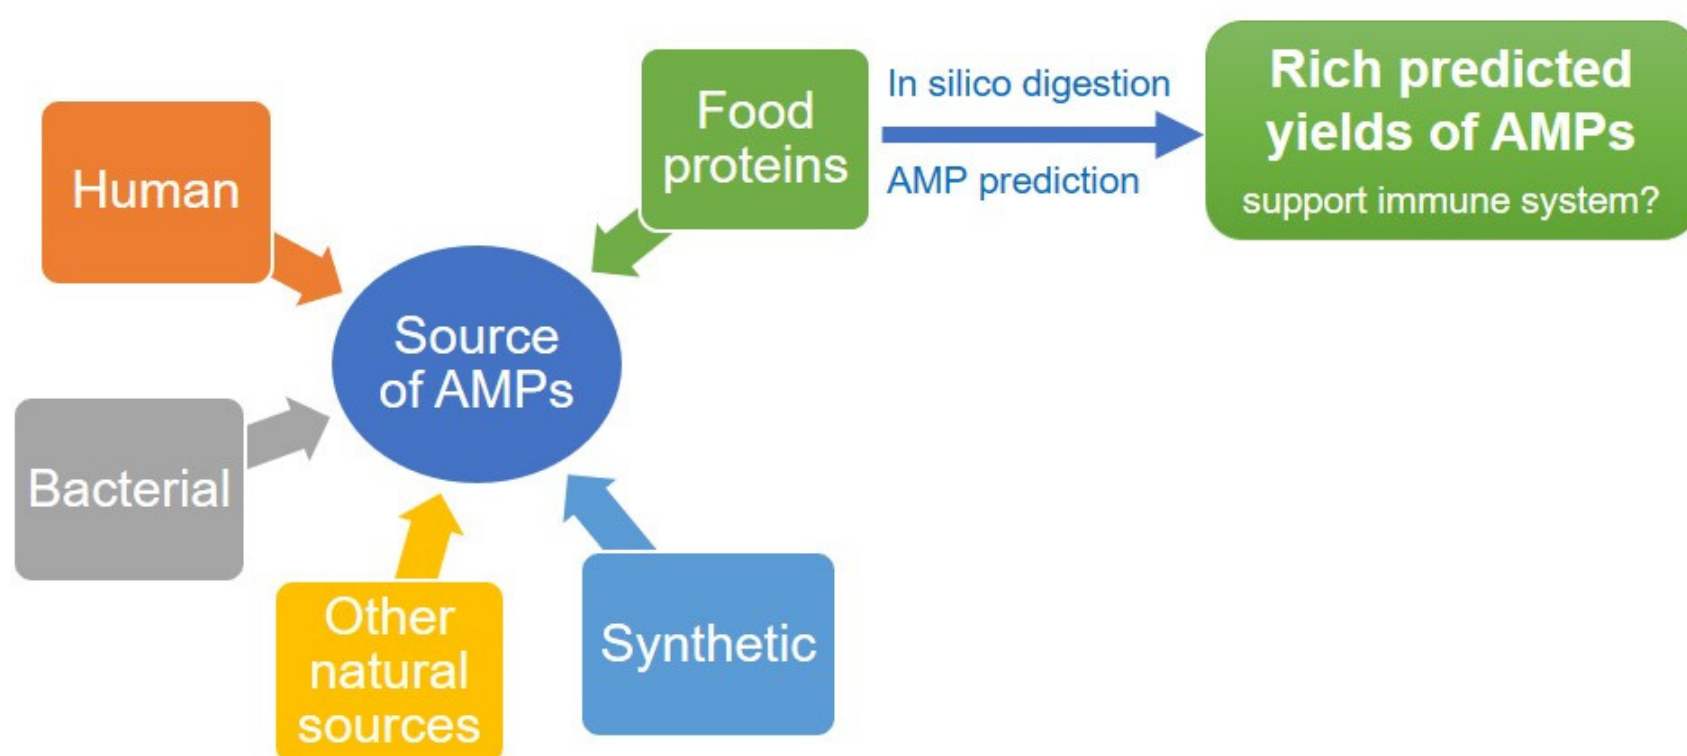 Human
Food
proteins
In silico digestion
AMP prediction
Rich predicted
yields of AMPs
support immune system?
Source
of AMPs
Bacterial
Other
natural
sources
Synthetic